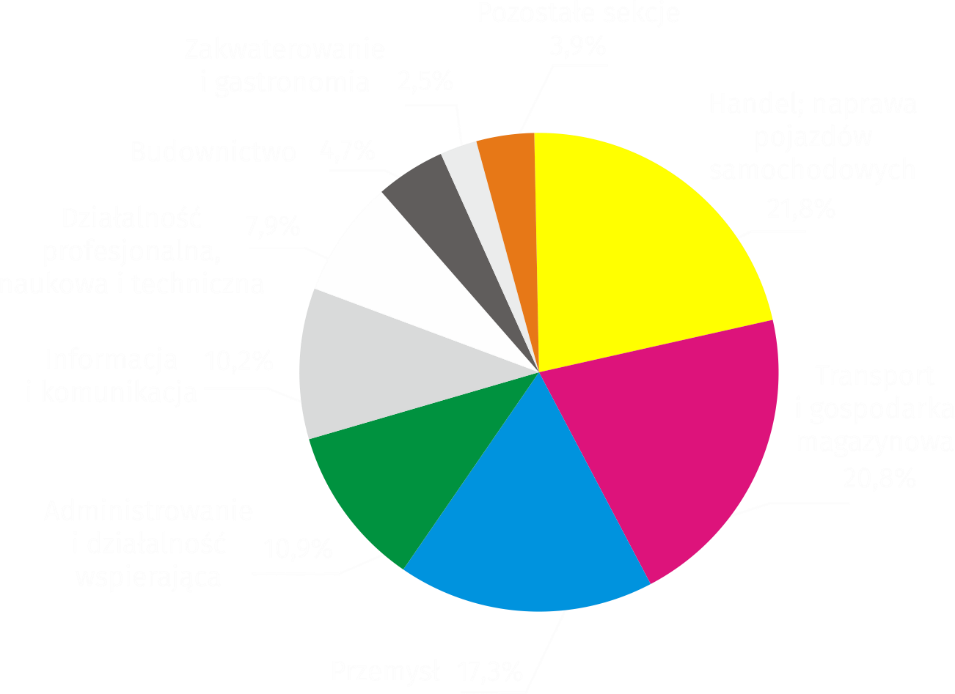 Pozostałe sekcje
3,9%
Zakwaterowanie
i gastronomia 2,5%
Handel; naprawa
pojazdów
samochodowych
21,8%
Budownictwo 4,7%
Działalność 7,9%
profesjonalna,
naukowa i techniczna
Informacja 10,2%
i komunikacja
Transport
i gospodarka
magazynowa
20,8%
Administrowanie
i działalność 10,9%
wspierająca
Przemysł 17,3%